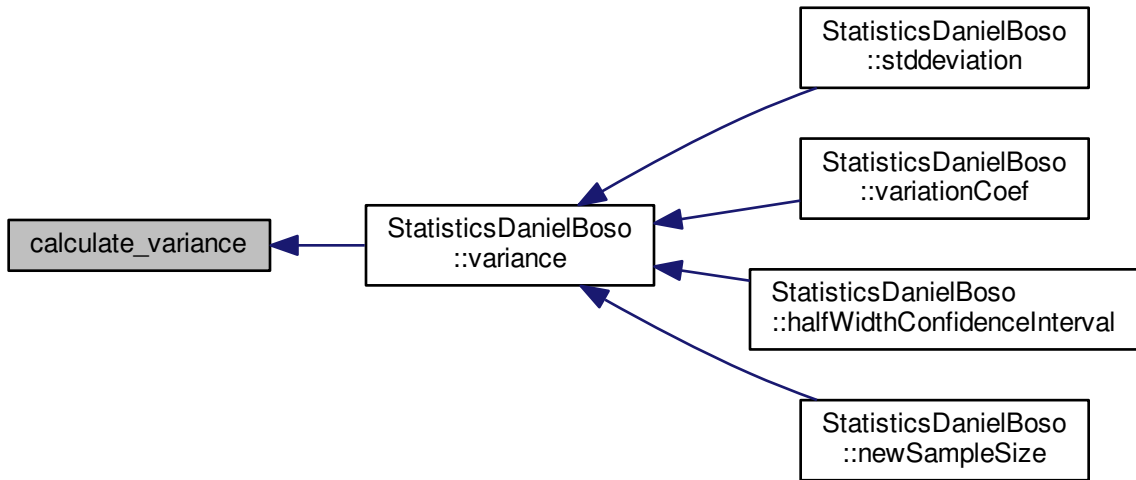 calculate_variance
StatisticsDanielBoso
::variance
StatisticsDanielBoso
::stddeviation
StatisticsDanielBoso
::variationCoef
StatisticsDanielBoso
::halfWidthConfidenceInterval
StatisticsDanielBoso
::newSampleSize